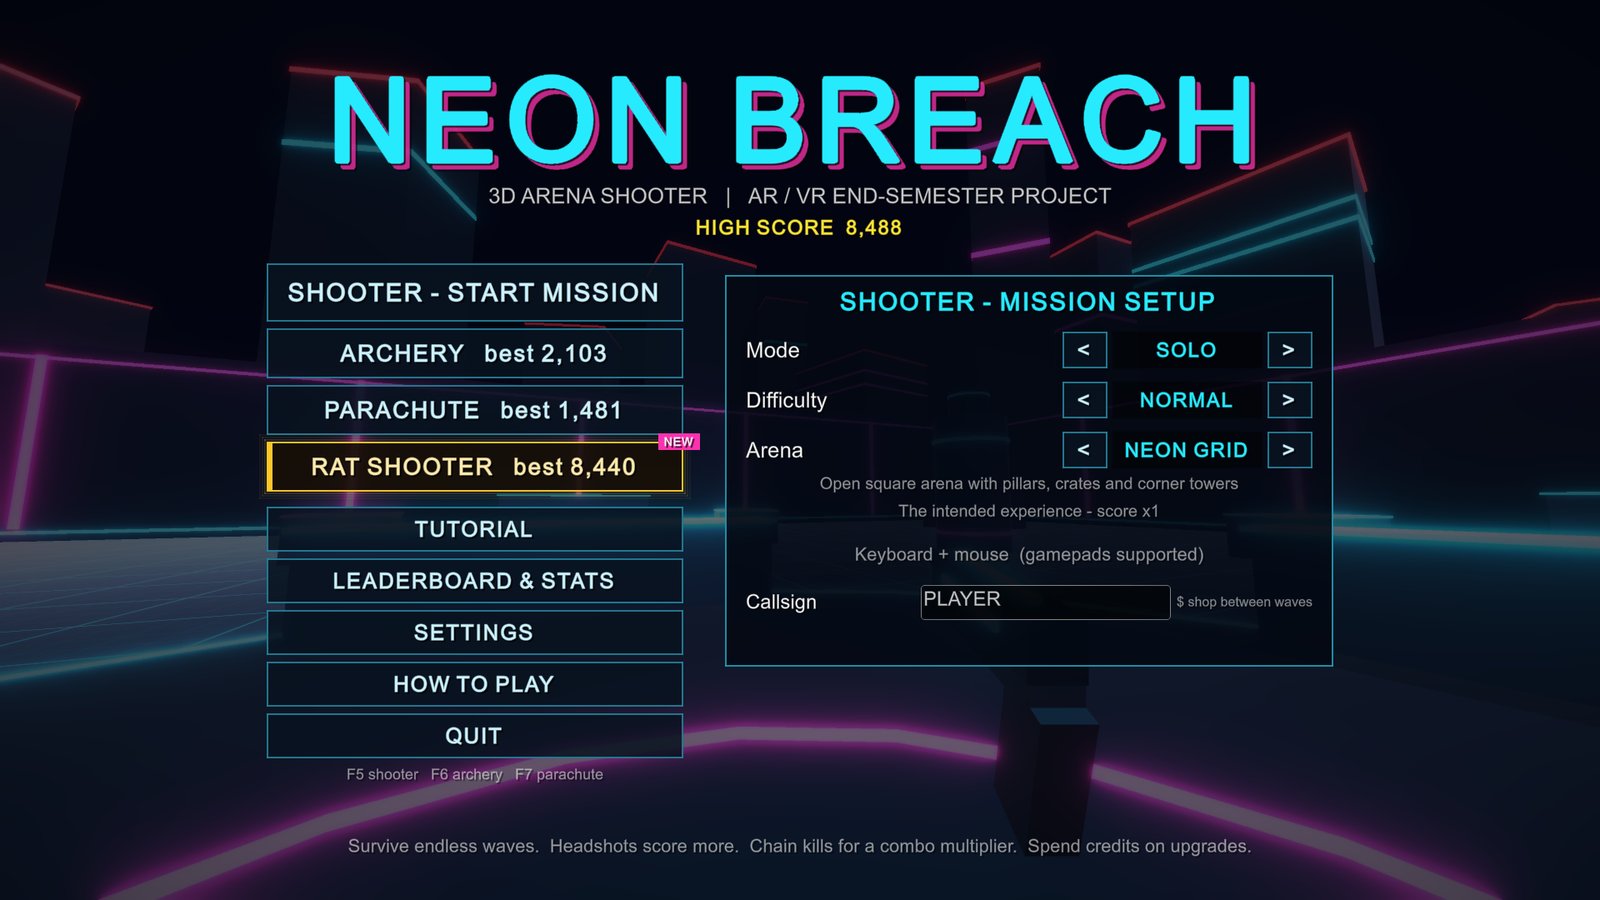 NEON BREACH
3D ARENA SHOOTER | AR / VR END-SEMESTER PROJECT
HIGH SCORE 8,488
SHOOTER - START MISSION
ARCHERY best 2,103
PARACHUTE best 1,481
NEW
RAT SHOOTER best 8,440
TUTORIAL
LEADERBOARD & STATS
SETTINGS
HOW TO PLAY
QUIT
F5 shooter F6 archery F7 parachute
SHOOTER - MISSION SETUP
Mode < SOLO >
Difficulty < NORMAL >
Arena < NEON GRID >
Open square arena with pillars, crates and corner towers
The intended experience - score x1
Keyboard + mouse (gamepads supported)
Callsign PLAYER $ shop between waves
Survive endless waves. Headshots score more. Chain kills for a combo multiplier. Spend credits on upgrades.